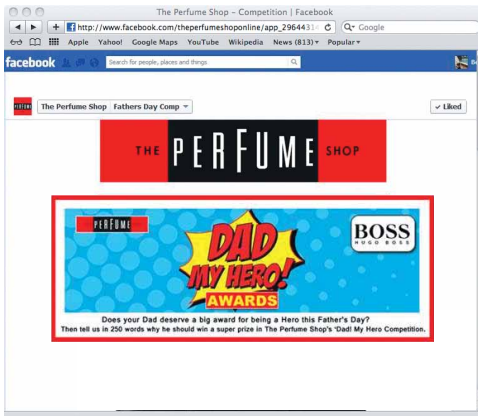 The Perfume Shop - Competition | Facebook
http://www.facebook.com/theperfumeshoponline/app_2964431
Google
Apple Yahoo! Google Maps YouTube Wikipedia News (813) Popular
facebook
Search for people, places and things
The Perfume Shop Fathers Day Comp
Liked
THE PERFUME SHOP
PERFUME
DAD
MY HERO!
AWARDS
BOSS
HUGO BOSS
Does your Dad deserve a big award for being a Hero this Father's Day?
Then tell us in 250 words why he should win a super prize in The Perfume Shop's 'Dad! My Hero Competition.